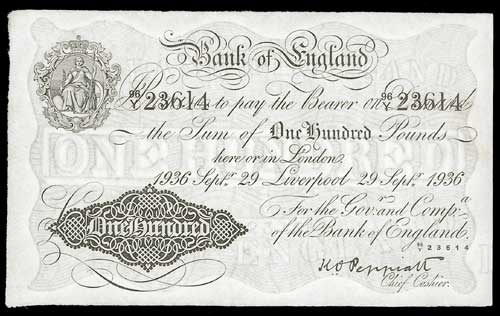 Bank of England
96/Y 23614 I Promise to pay the Bearer on Demand 96/Y 23614
the Sum of One Hundred Pounds
here or in London.
1936 Septr. 29 Liverpool 29 Septr. 1936
For the Govr. and Compa.
of the Bank of England.
One Hundred
96/Y 23614
K O Peppiatt
Chief Cashier.
ONE HUNDRED